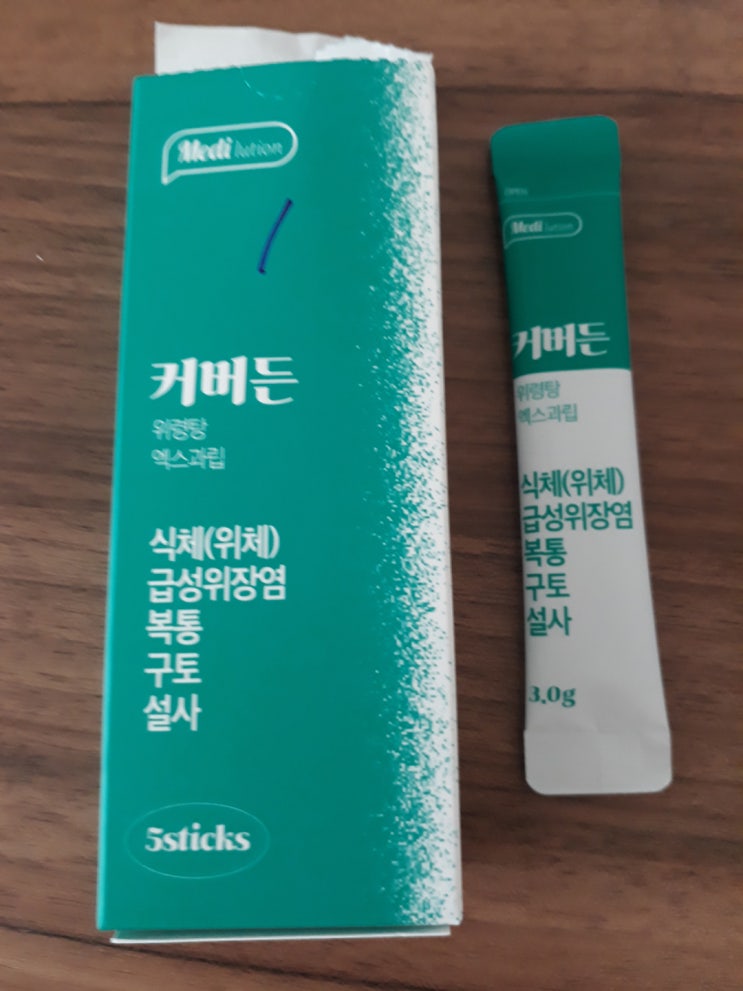 Medi lution
커버든
위령탕
엑스과립
식체(위체)
급성위장염
복통
구토
설사
5sticks
OPEN
Medi lution
커버든
위령탕
엑스과립
식체(위체)
급성위장염
복통
구토
설사
3.0g